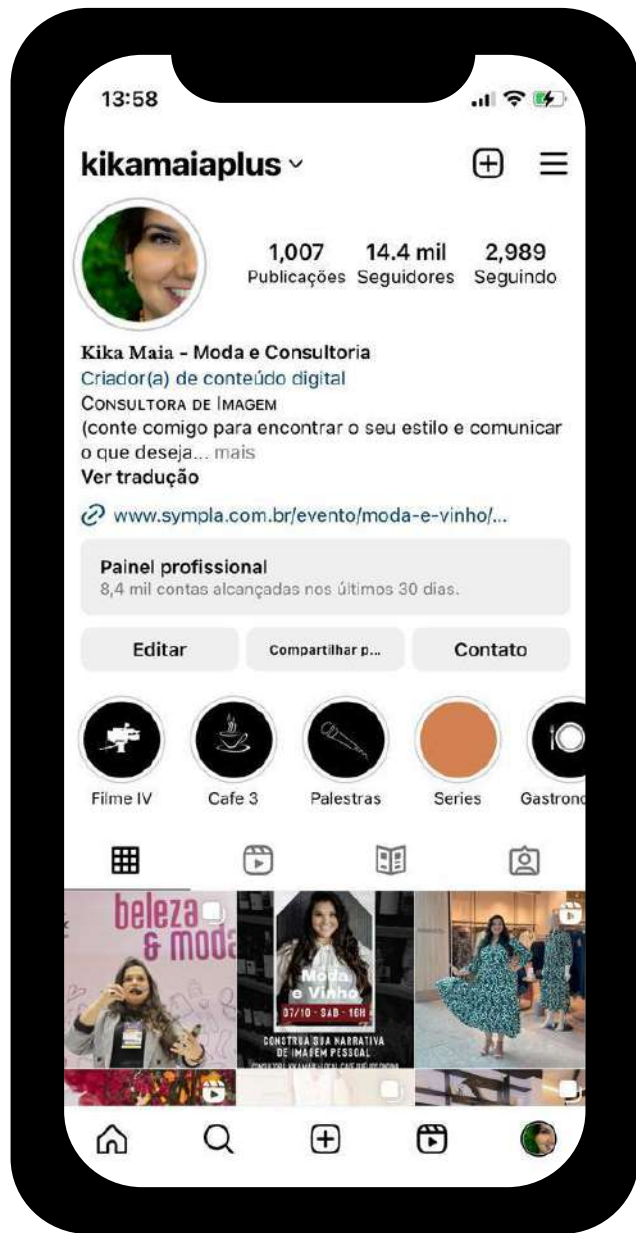 13:58
kikamaiaplus
1,007 14.4 mil 2,989
Publicações Seguidores Seguindo
Kika Maia - Moda e Consultoria
Criador(a) de conteúdo digital
CONSULTORA DE IMAGEM
(conte comigo para encontrar o seu estilo e comunicar
o que deseja... mais
Ver tradução
www.sympla.com.br/evento/moda-e-vinho/...
Painel profissional
8,4 mil contas alcançadas nos últimos 30 dias.
Editar Compartilhar p... Contato
Filme IV Cafe 3 Palestras Series Gastrono
beleza
& moda
Moda
e Vinho
07/10 - SAB - 16H
CONSTRUA SUA NARRATIVA
DE IMAGEM PESSOAL